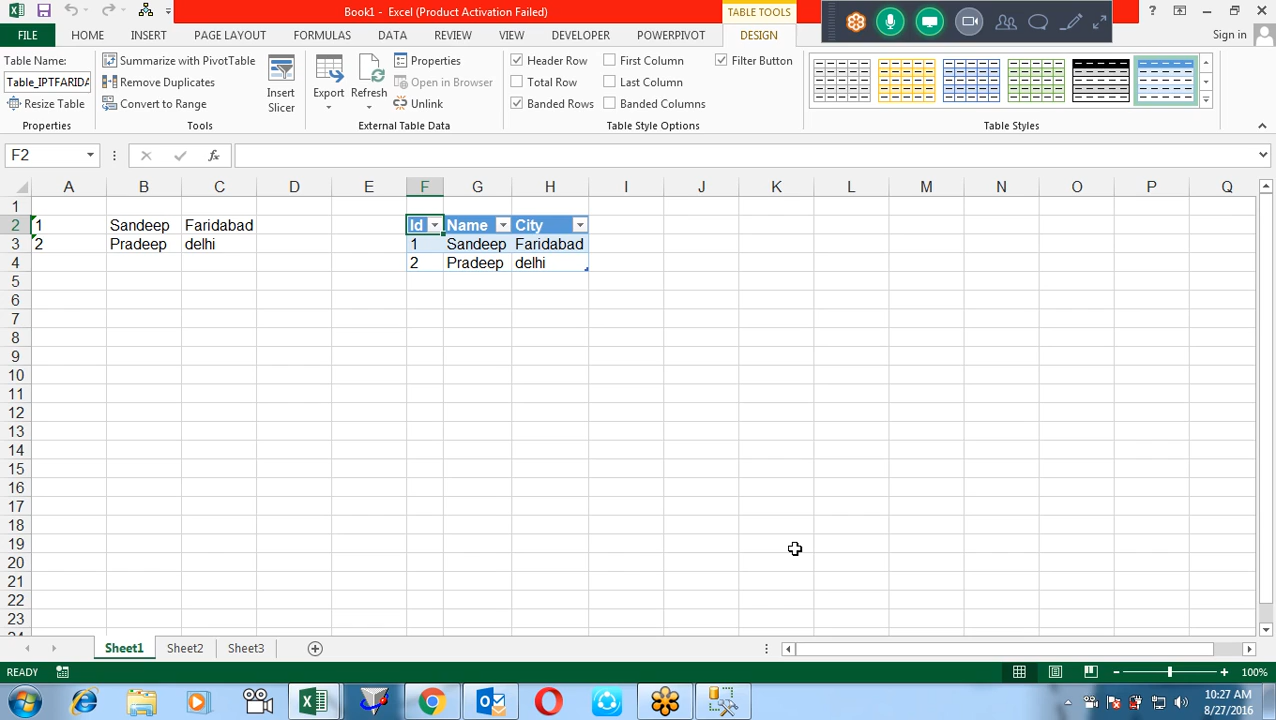 Book1 - Excel (Product Activation Failed)
TABLE TOOLS
FILE HOME INSERT PAGE LAYOUT FORMULAS DATA REVIEW VIEW DEVELOPER POWERPIVOT DESIGN Sign in
Table Name:
Table_IPTFARIDA
Resize Table
Properties
Summarize with PivotTable
Remove Duplicates
Convert to Range
Tools
Insert
Slicer
Export
Refresh
Properties
Open in Browser
Unlink
External Table Data
Header Row
Total Row
Banded Rows
First Column
Last Column
Banded Columns
Filter Button
Table Style Options
Table Styles
F2
fx
A B C D E F G H I J K L M N O P Q
1
2 1 Sandeep Faridabad Id Name City
3 2 Pradeep delhi 1 Sandeep Faridabad
4 2 Pradeep delhi
5
6
7
8
9
10
11
12
13
14
15
16
17
18
19
20
21
22
23
24
Sheet1 Sheet2 Sheet3
READY
100%
10:27 AM
8/27/2016